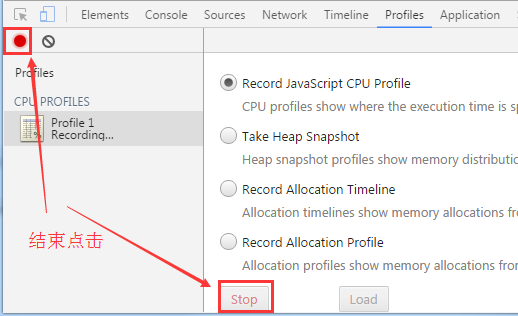 Elements Console Sources Network Timeline Profiles Application
Profiles
CPU PROFILES
Profile 1
Recording...
结束点击
Record JavaScript CPU Profile
CPU profiles show where the execution time is sp
Take Heap Snapshot
Heap snapshot profiles show memory distributio
Record Allocation Timeline
Allocation timelines show memory allocations from
Record Allocation Profile
Allocation profiles show memory allocations from
Stop Load